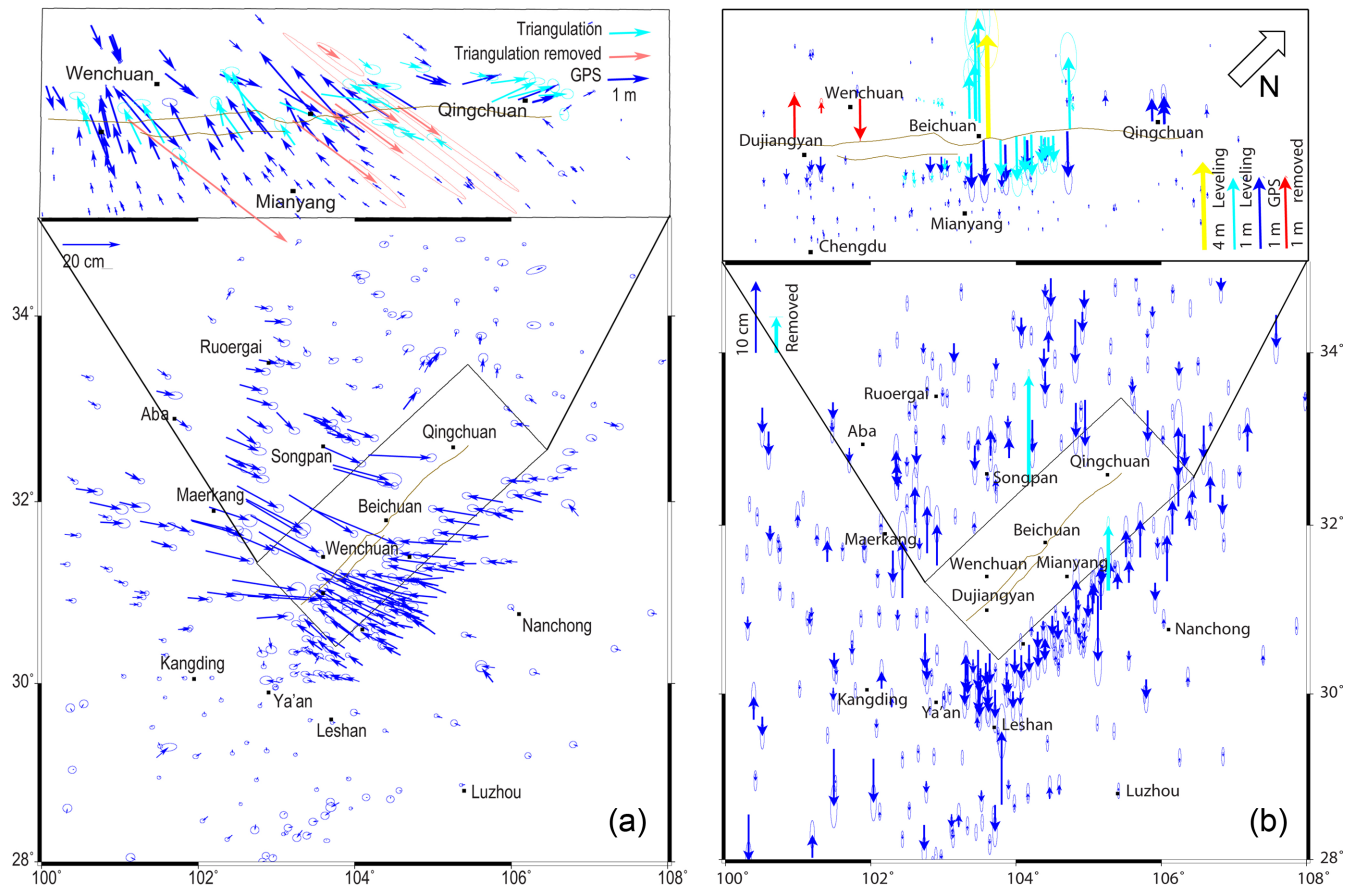 Triangulation
Triangulation removed
GPS
1 m
Wenchuan
Qingchuan
Mianyang
20 cm
34°
32°
30°
28°
Ruoergai
Aba
Songpan
Qingchuan
Maerkang
Beichuan
Wenchuan
Nanchong
Kangding
Ya'an
Leshan
Luzhou
(a)
100
102
104
106
N
Wenchuan
Beichuan
Dujiangyan
Qingchuan
Mianyang
Chengdu
4 m Leveling
1 m Leveling
1 m GPS
1 m removed
10 cm
Removed
34°
32°
30°
28°
Ruoergai
Aba
Songpan
Qingchuan
Maerkang
Beichuan
Wenchuan
Mianyang
Dujiangyan
Nanchong
Kangding
Ya'an
Leshan
Luzhou
(b)
100
102
104
106
108
108